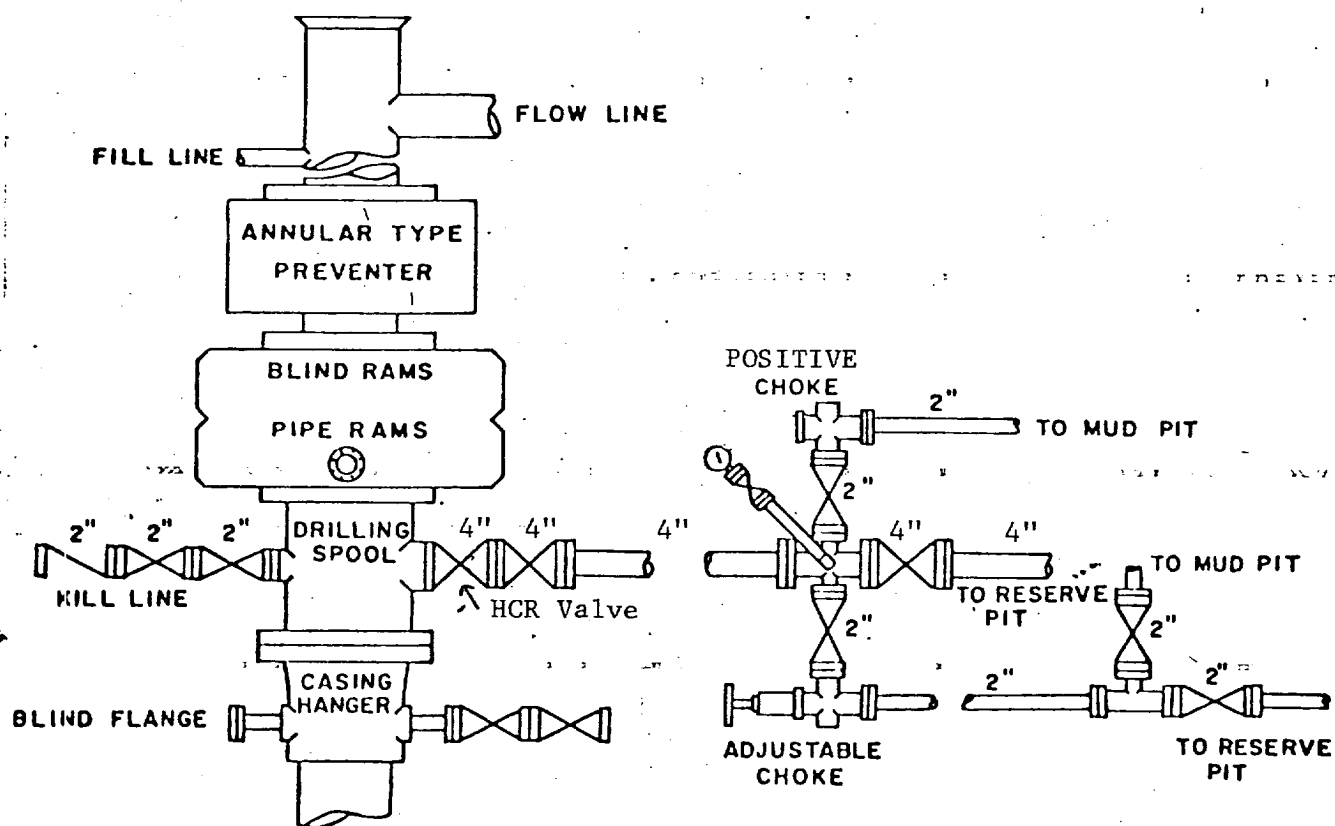 FLOW LINE
FILL LINE
ANNULAR TYPE
PREVENTER
BLIND RAMS
PIPE RAMS
POSITIVE
CHOKE
2"
TO MUD PIT
2"
2" 2" 2"
DRILLING
SPOOL
4" 4" 4"
4" 4"
KILL LINE
HCR Valve
TO RESERVE
PIT
TO MUD PIT
2"
2"
CASING
HANGER
BLIND FLANGE
2"
2"
ADJUSTABLE
CHOKE
TO RESERVE
PIT